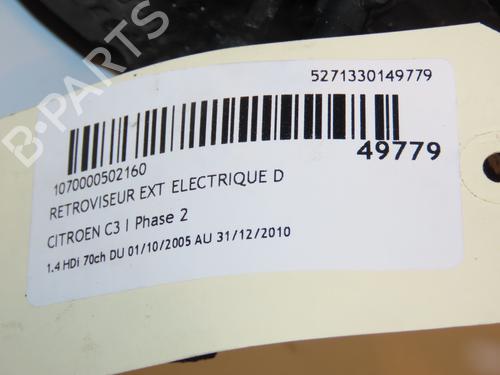 5271330149779
49779
1070000502160
RETROVISEUR EXT ELECTRIQUE D
CITROEN C3 I Phase 2
1.4 HDi 70ch DU 01/10/2005 AU 31/12/2010
B-PARTS